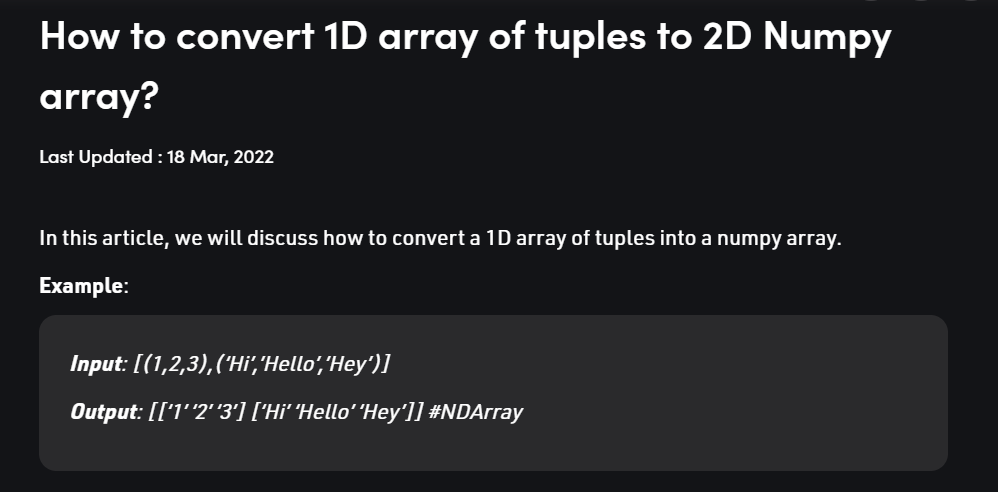 How to convert 1D array of tuples to 2D Numpy
array?
Last Updated : 18 Mar, 2022
In this article, we will discuss how to convert a 1D array of tuples into a numpy array.
Example:
Input: [(1,2,3),(‘Hi’,’Hello’,’Hey’)]
Output: [[‘1’ ‘2’ ‘3’] [‘Hi’ ‘Hello’ ‘Hey’]] #NDArray